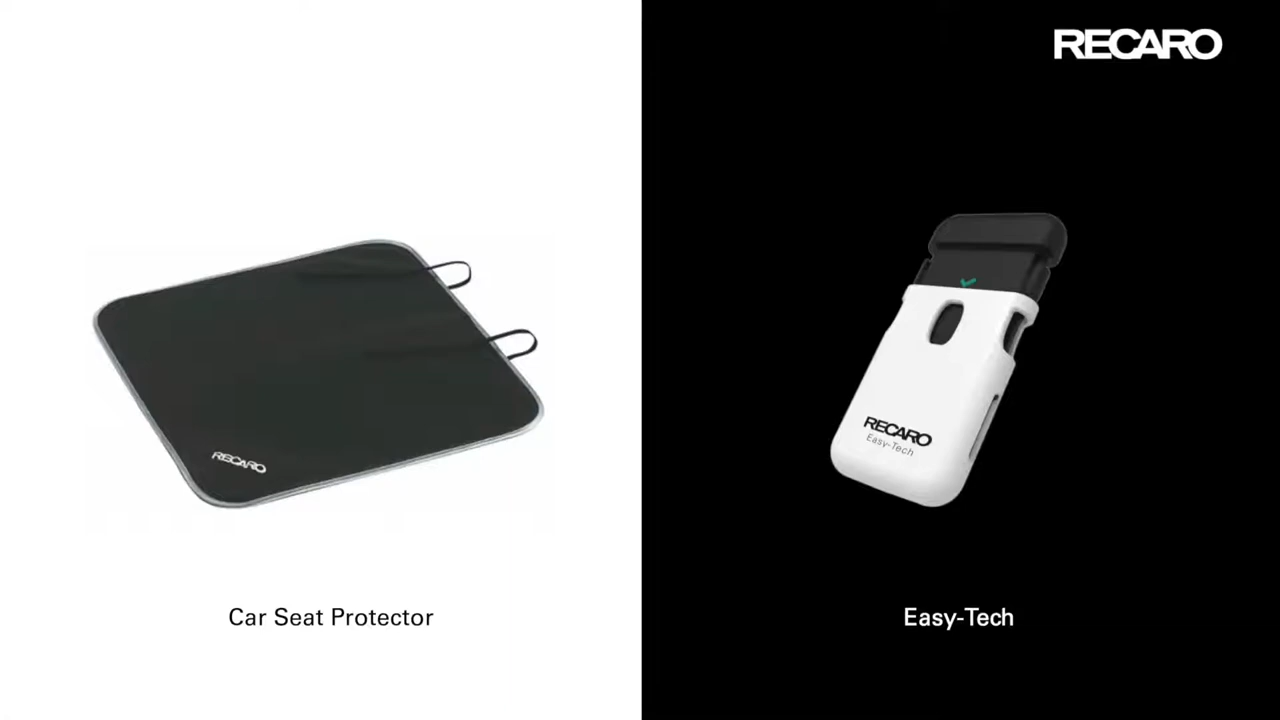 RECARO
RECARO
RECARO
Easy-Tech
Car Seat Protector
Easy-Tech